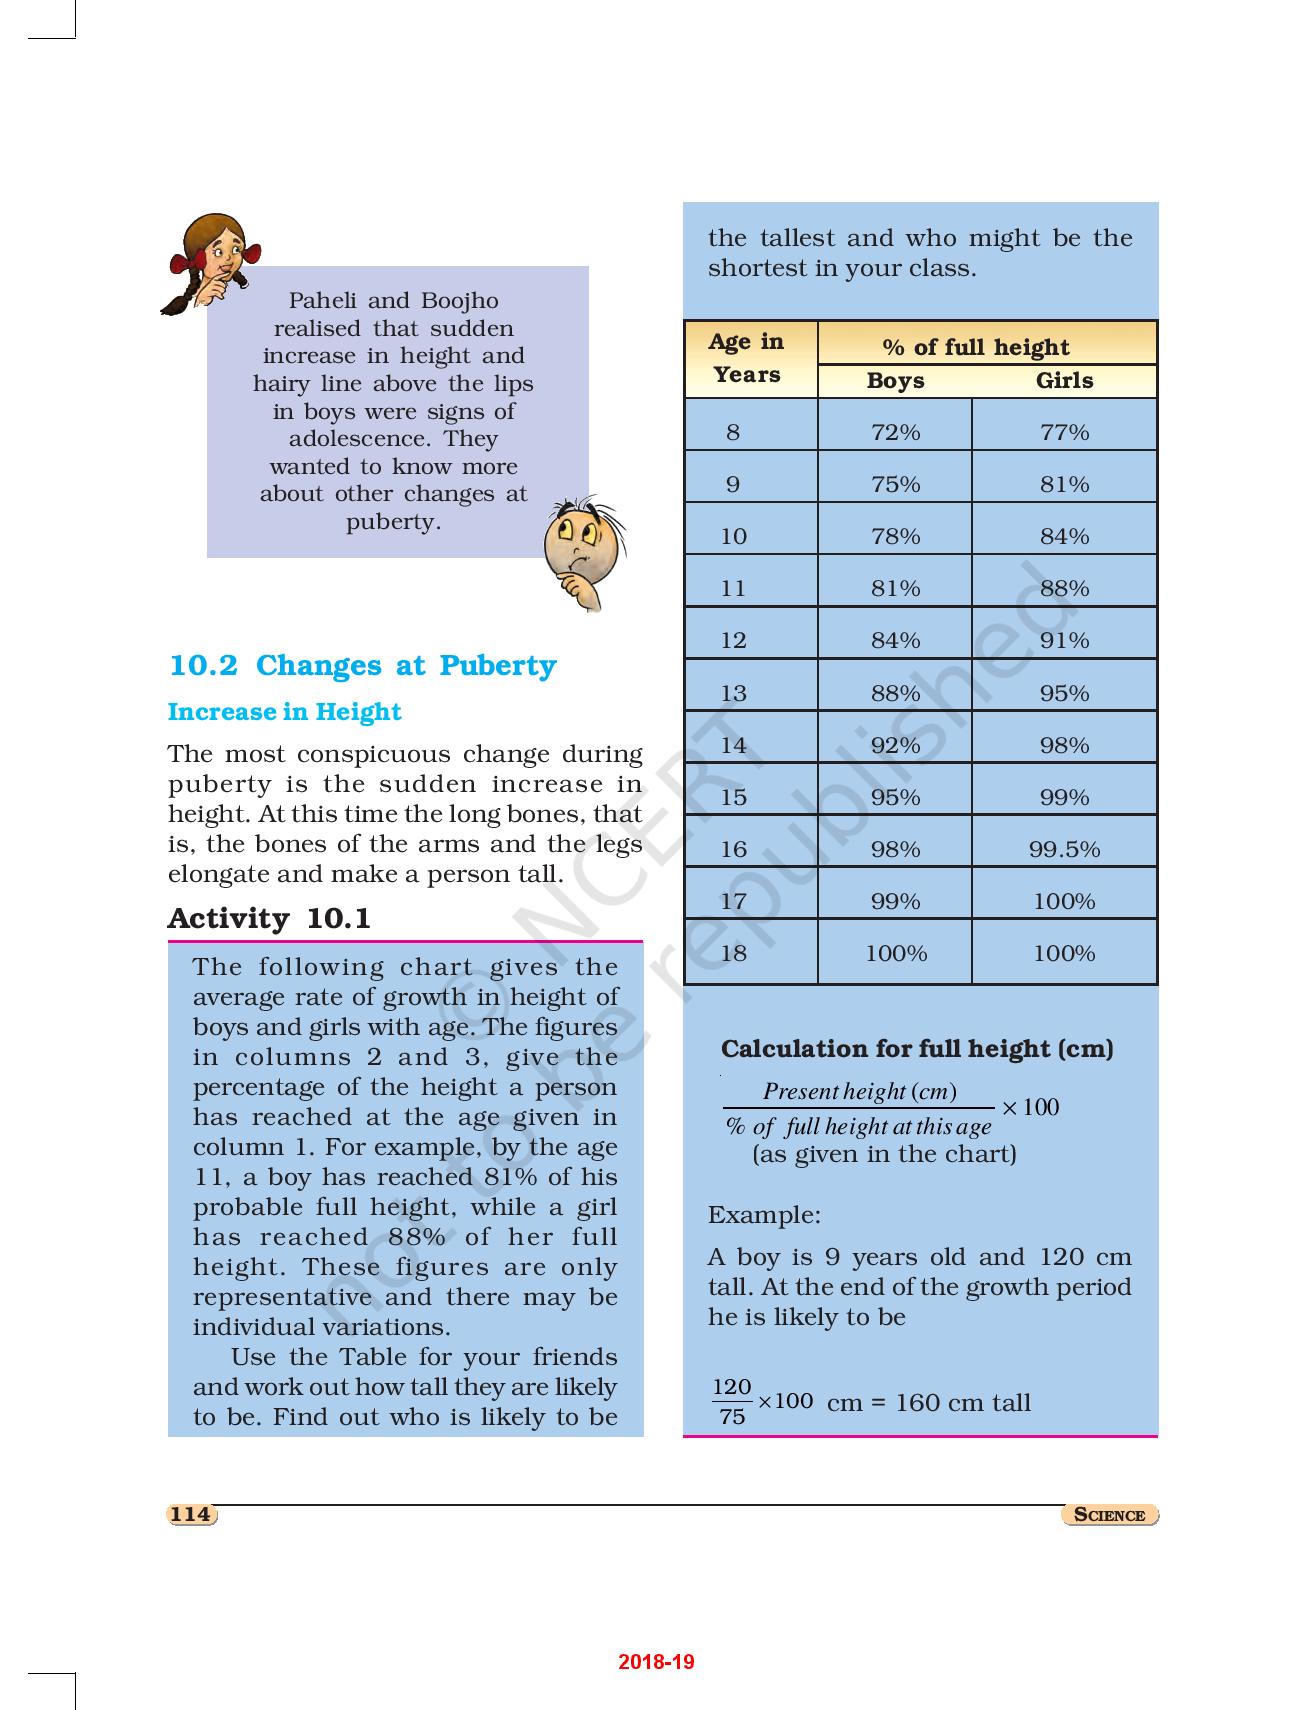 Paheli and Boojho
realised that sudden
increase in height and
hairy line above the lips
in boys were signs of
adolescence. They
wanted to know more
about other changes at
puberty.
10.2 Changes at Puberty
Increase in Height
The most conspicuous change during
puberty is the sudden increase in
height. At this time the long bones, that
is, the bones of the arms and the legs
elongate and make a person tall.
Activity 10.1
The following chart gives the
average rate of growth in height of
boys and girls with age. The figures
in columns 2 and 3, give the
percentage of the height a person
has reached at the age given in
column 1. For example, by the age
11, a boy has reached 81% of his
probable full height, while a girl
has reached 88% of her full
height. These figures are only
representative and there may be
individual variations.
Use the Table for your friends
and work out how tall they are likely
to be. Find out who is likely to be
the tallest and who might be the
shortest in your class.
Age in Years % of full height
Boys Girls
8 72% 77%
9 75% 81%
10 78% 84%
11 81% 88%
12 84% 91%
13 88% 95%
14 92% 98%
15 95% 99%
16 98% 99.5%
17 99% 100%
18 100% 100%
Calculation for full height (cm)
Present height (cm)
× 100
% of full height at this age
(as given in the chart)
Example:
A boy is 9 years old and 120 cm
tall. At the end of the growth period
he is likely to be
120
×100 cm = 160 cm tall
75
© NCERT
not to be republished
114
SCIENCE
2018-19